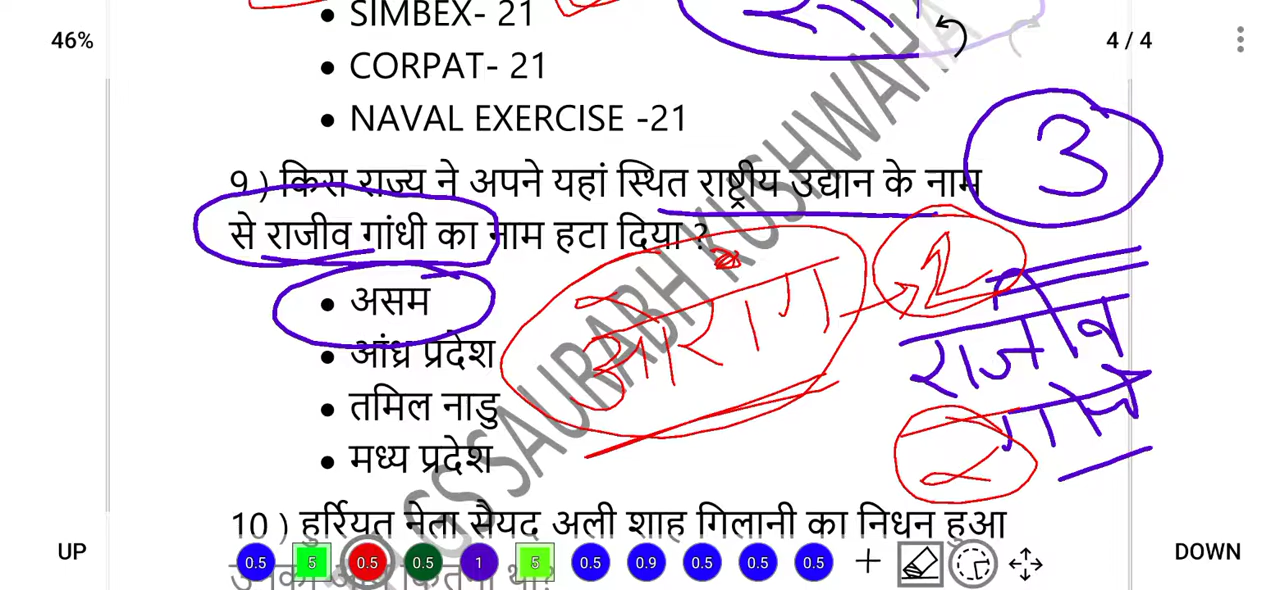 SIMBEX- 21
46%
4 / 4
CORPAT- 21
NAVAL EXERCISE -21
3
9 ) किस राज्य ने अपने यहां स्थित राष्ट्रीय उद्यान के नाम
से राजीव गांधी का नाम हटा दिया ?
असम
2
ओरांग
राजीव
आंध्र प्रदेश
तमिल नाडु
मध्य प्रदेश
GS SAURABH KUSHWAHA
10 ) हुर्रियत नेता सैयद अली शाह गिलानी का निधन हुआ
UP
0.5 5 0.5 0.5 1 5 0.5 0.9 0.5 0.5 0.5
DOWN